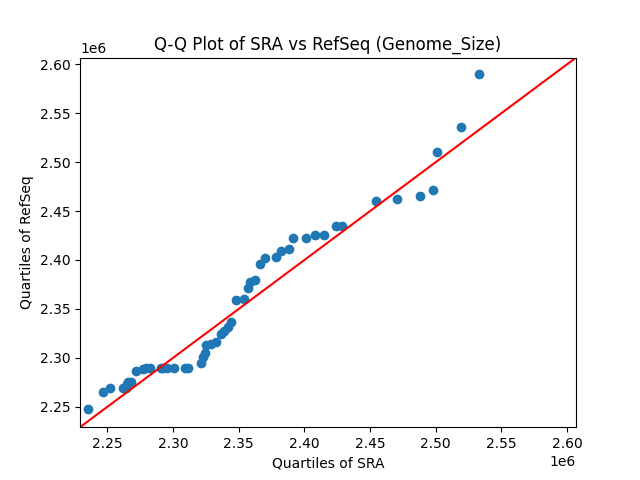 Q-Q Plot of SRA vs RefSeq (Genome_Size)
1e6
2.60
2.55
2.50
2.45
2.40
2.35
2.30
2.25
Quartiles of RefSeq
2.25 2.30 2.35 2.40 2.45 2.50 2.55 2.60
Quartiles of SRA
1e6